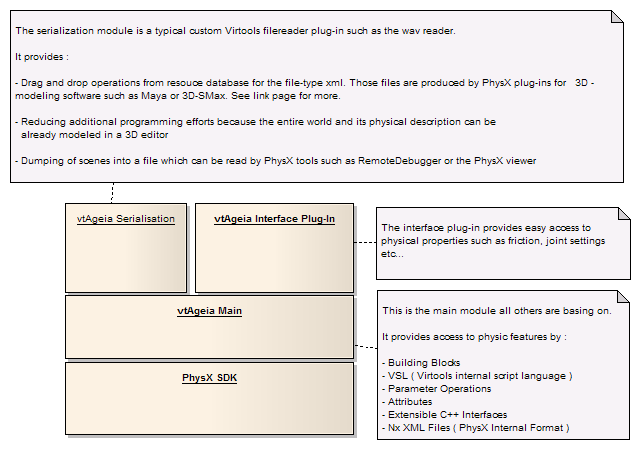 The serialization module is a typical custom Virtools filereader plug-in such as the wav reader.
It provides :
- Drag and drop operations from resouce database for the file-type xml. Those files are produced by PhysX plug-ins for 3D -
modeling software such as Maya or 3D-SMax. See link page for more.
- Reducing additional programming efforts because the entire world and its physical description can be
already modeled in a 3D editor
- Dumping of scenes into a file which can be read by PhysX tools such as RemoteDebugger or the PhysX viewer
vtAgeia Serialisation
vtAgeia Interface Plug-In
The interface plug-in provides easy access to
physical properties such as friction, joint settings
etc...
vtAgeia Main
This is the main module all others are basing on.
It provides access to physic features by :
- Building Blocks
- VSL ( Virtools internal script language )
- Parameter Operations
- Attributes
- Extensible C++ Interfaces
- Nx XML Files ( PhysX Internal Format )
PhysX SDK